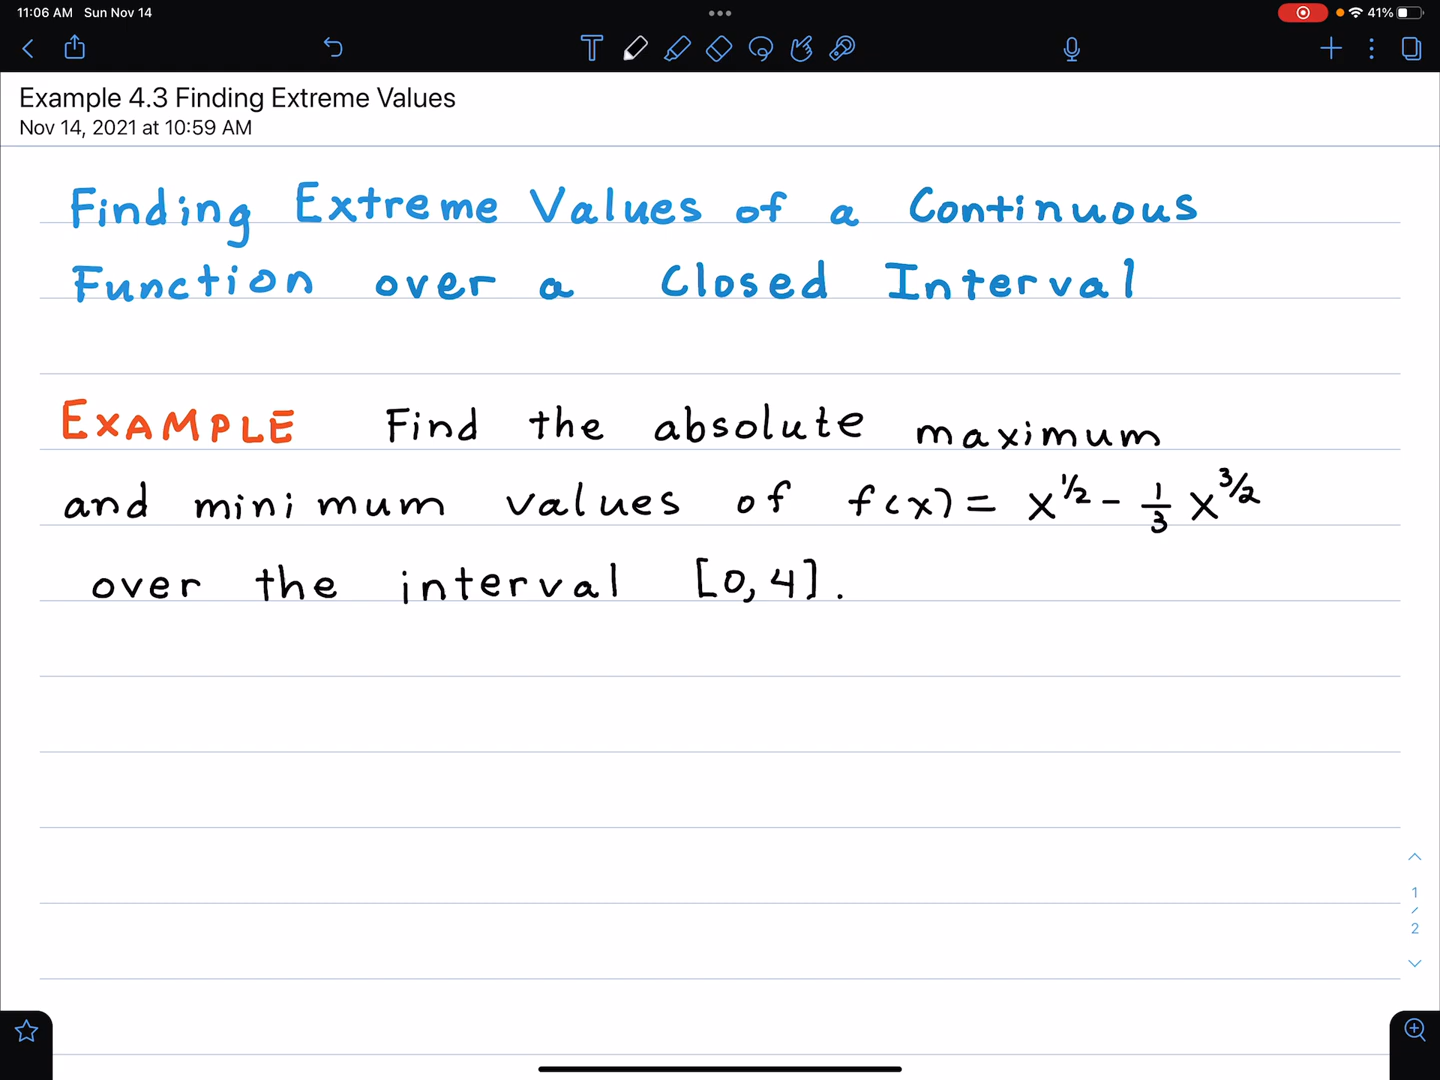 11:06 AM Sun Nov 14
41%
Example 4.3 Finding Extreme Values
Nov 14, 2021 at 10:59 AM
Finding Extreme Values of a Continuous
Function over a Closed Interval
EXAMPLE Find the absolute maximum
and minimum values of f(x) = x^1/2 - 1/3 x^3/2
over the interval [0,4].
1
/
2